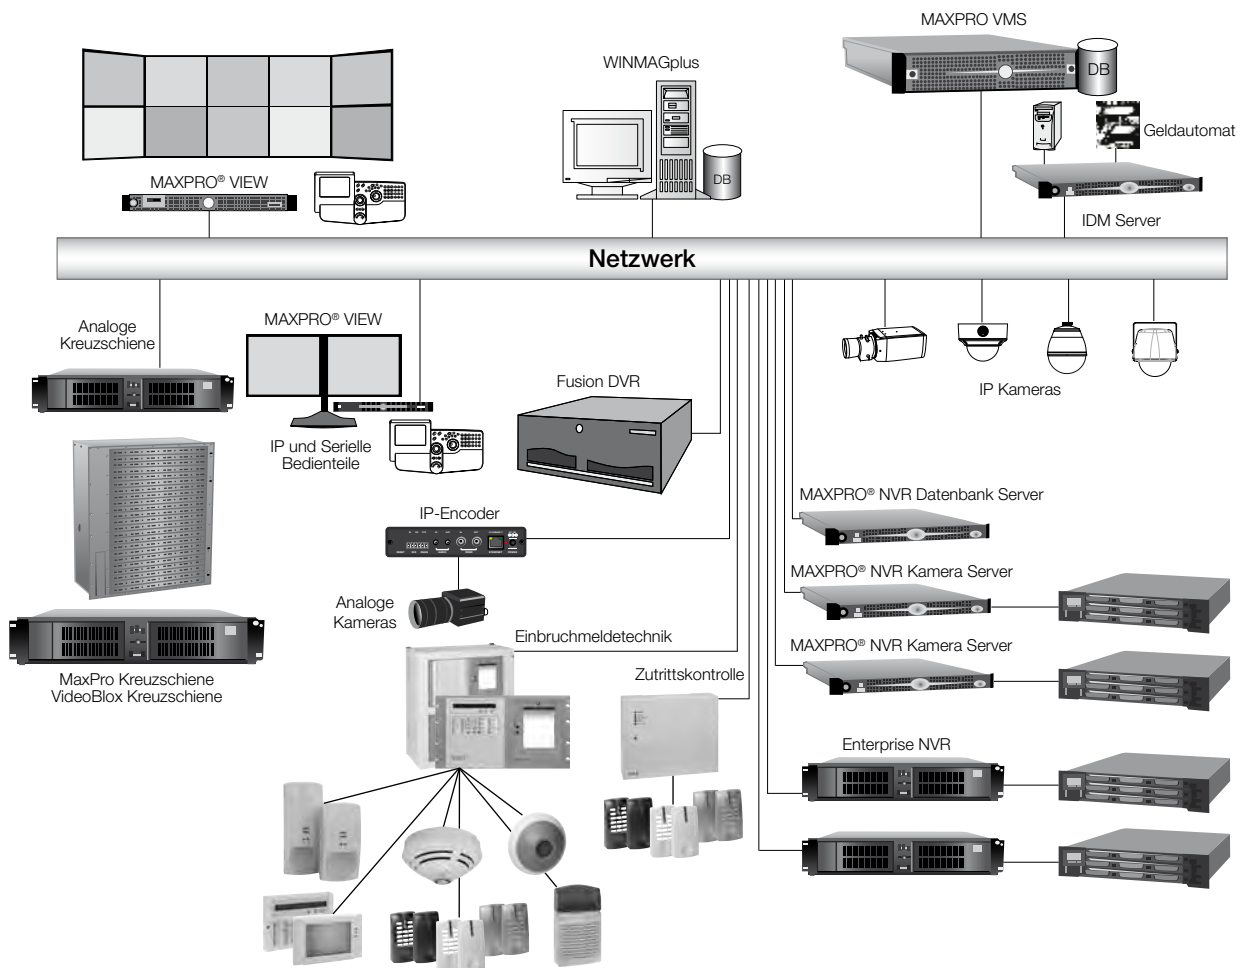 MAXPRO VMS
WINMAGplus
DB
Geldautomat
DB
MAXPRO® VIEW
IDM Server
Netzwerk
Analoge
Kreuzschiene
MAXPRO® VIEW
Fusion DVR
IP Kameras
IP und Serielle
Bedienteile
MAXPRO® NVR Datenbank Server
IP-Encoder
MAXPRO® NVR Kamera Server
Analoge
Kameras
Einbruchmeldetechnik
MAXPRO® NVR Kamera Server
Zutrittskontrolle
MaxPro Kreuzschiene
VideoBlox Kreuzschiene
Enterprise NVR